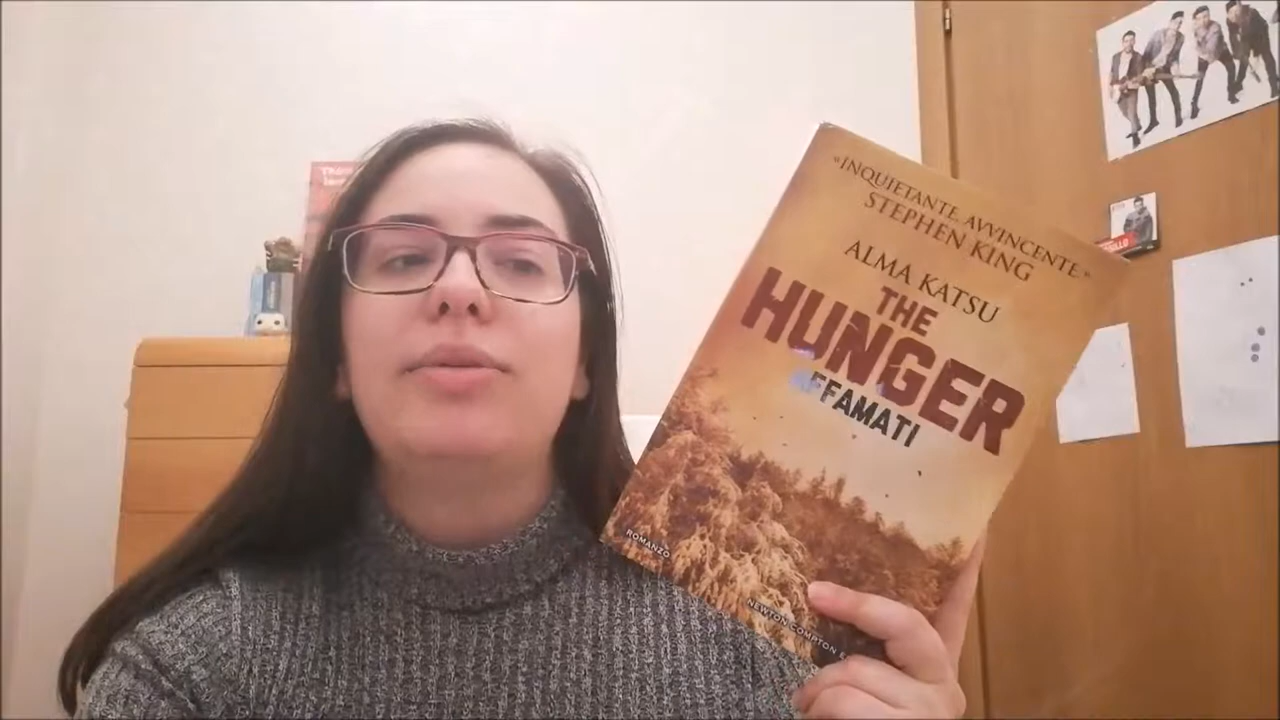 «INQUIETANTE, AVVINCENTE.»
STEPHEN KING
ALMA KATSU
THE
HUNGER
AFFAMATI
ROMANZO
NEWTON COMPTON E